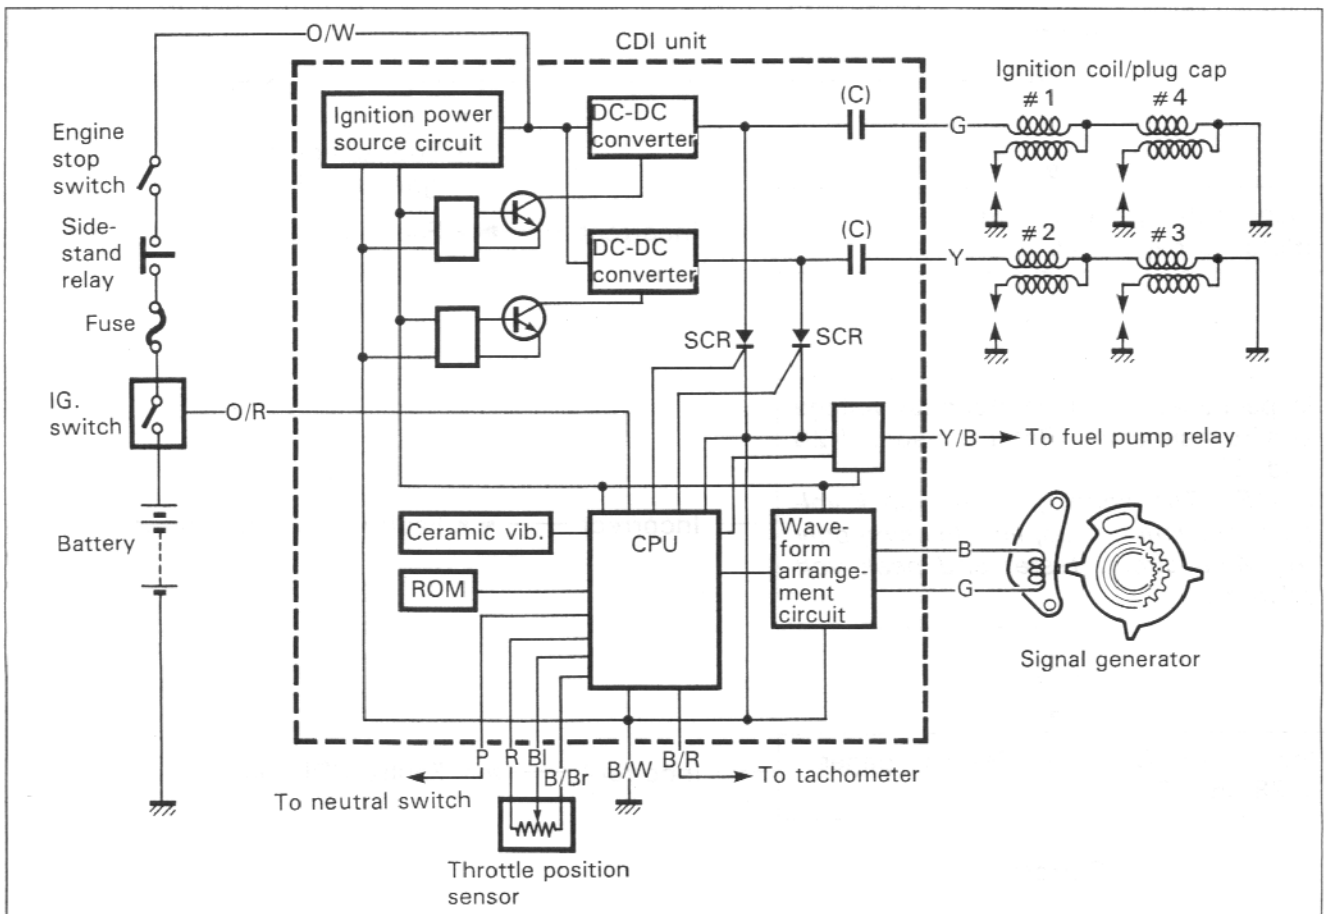 O/W
CDI unit
Ignition coil/plug cap
#1
#4
(C)
G
Ignition power
source circuit
DC-DC
converter
Engine
stop
switch
Side-
stand
relay
Fuse
DC-DC
converter
(C)
Y
#2
#3
SCR
SCR
IG.
switch
O/R
Y/B
To fuel pump relay
Battery
Ceramic vib.
ROM
CPU
Wave-
form
arrange-
ment
circuit
B
G
Signal generator
P
R
Bl
B/Br
B/W
B/R
To neutral switch
To tachometer
Throttle position
sensor